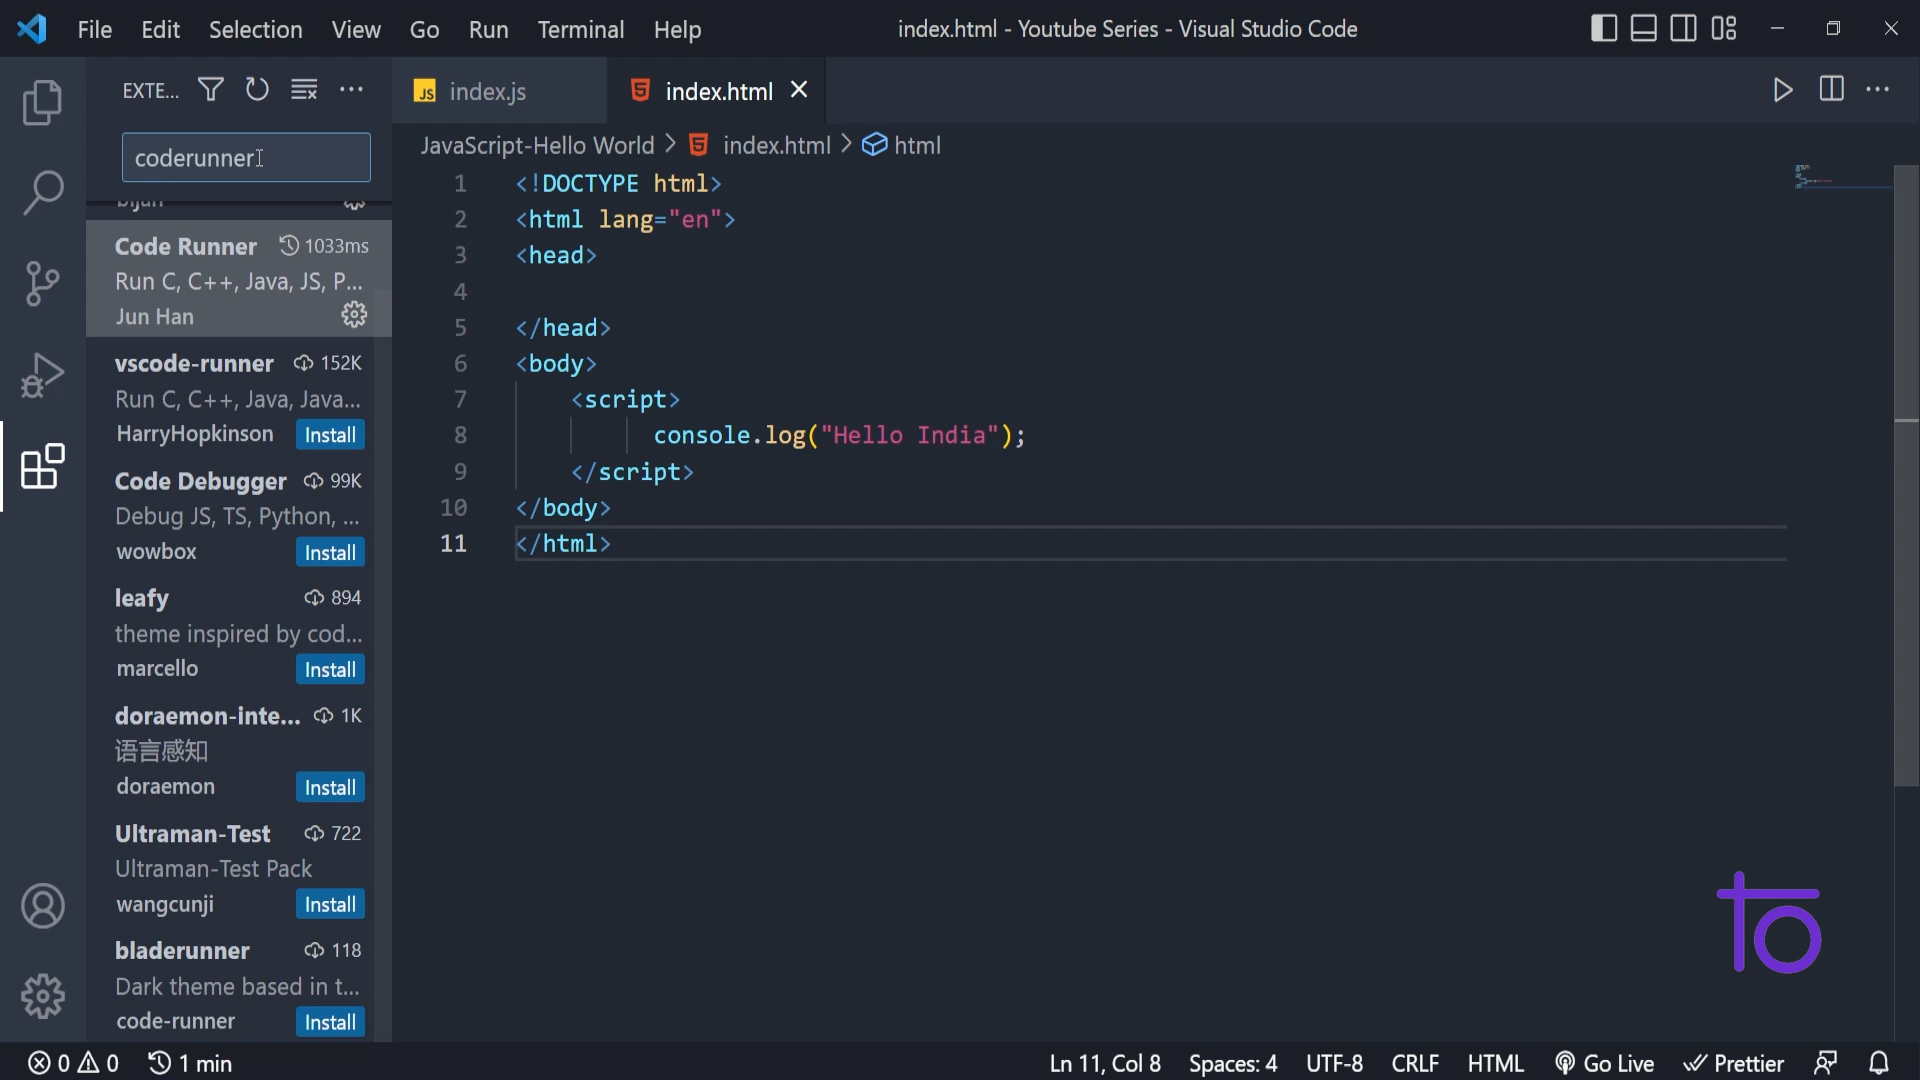 File Edit Selection View Go Run Terminal Help
index.html - Youtube Series - Visual Studio Code
EXTE...
coderunner
bijan
Code Runner 1033ms
Run C, C++, Java, JS, P...
Jun Han
vscode-runner 152K
Run C, C++, Java, Java...
HarryHopkinson Install
Code Debugger 99K
Debug JS, TS, Python, ...
wowbox Install
leafy 894
theme inspired by cod...
marcello Install
doraemon-inte... 1K
语言感知
doraemon Install
Ultraman-Test 722
Ultraman-Test Pack
wangcunji Install
bladerunner 118
Dark theme based in t...
code-runner Install
JS index.js
5 index.html
JavaScript-Hello World > 5 index.html > html
1 <!DOCTYPE html>
2 <html lang="en">
3 <head>
4
5 </head>
6 <body>
7 <script>
8 console.log("Hello India");
9 </script>
10 </body>
11 </html>
to
0 0 1 min
Ln 11, Col 8 Spaces: 4 UTF-8 CRLF HTML Go Live Prettier